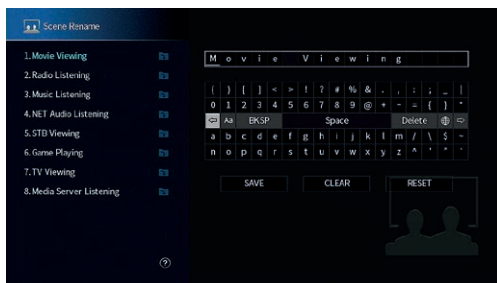 Scene Rename
1.Movie Viewing
2.Radio Listening
3.Music Listening
4.NET Audio Listening
5.STB Viewing
6.Game Playing
7.TV Viewing
8.Media Server Listening
Movie Viewing
( ) [ ] < > ! ? # % & . , : ; _ |
0 1 2 3 4 5 6 7 8 9 @ + - = { } "
⇦ Aa BKSP Space Delete ⊕ ⇨
a b c d e f g h i j k l m / \ $ ~
n o p q r s t u v w x y z ^ ' " `
SAVE CLEAR RESET
?